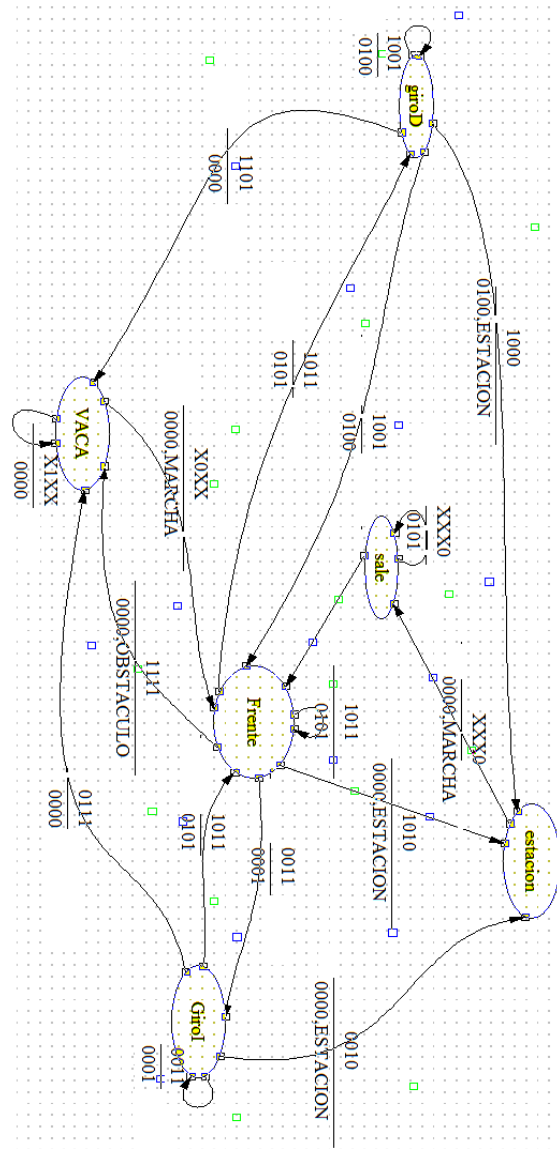 giroD
1001
0100
1101
0000
1000
0100,ESTACION
1011
0101
1001
0100
VACA
X1XX
0000
X0XX
0000,MARCHA
XXX0
0101
sale
XXX0
0000,MARCHA
estacion
Frente
1011
0101
1010
0000,ESTACION
1111
0000,OBSTACULO
0111
0000
1011
0101
0011
0001
GiroI
0011
0001
0010
0000,ESTACION